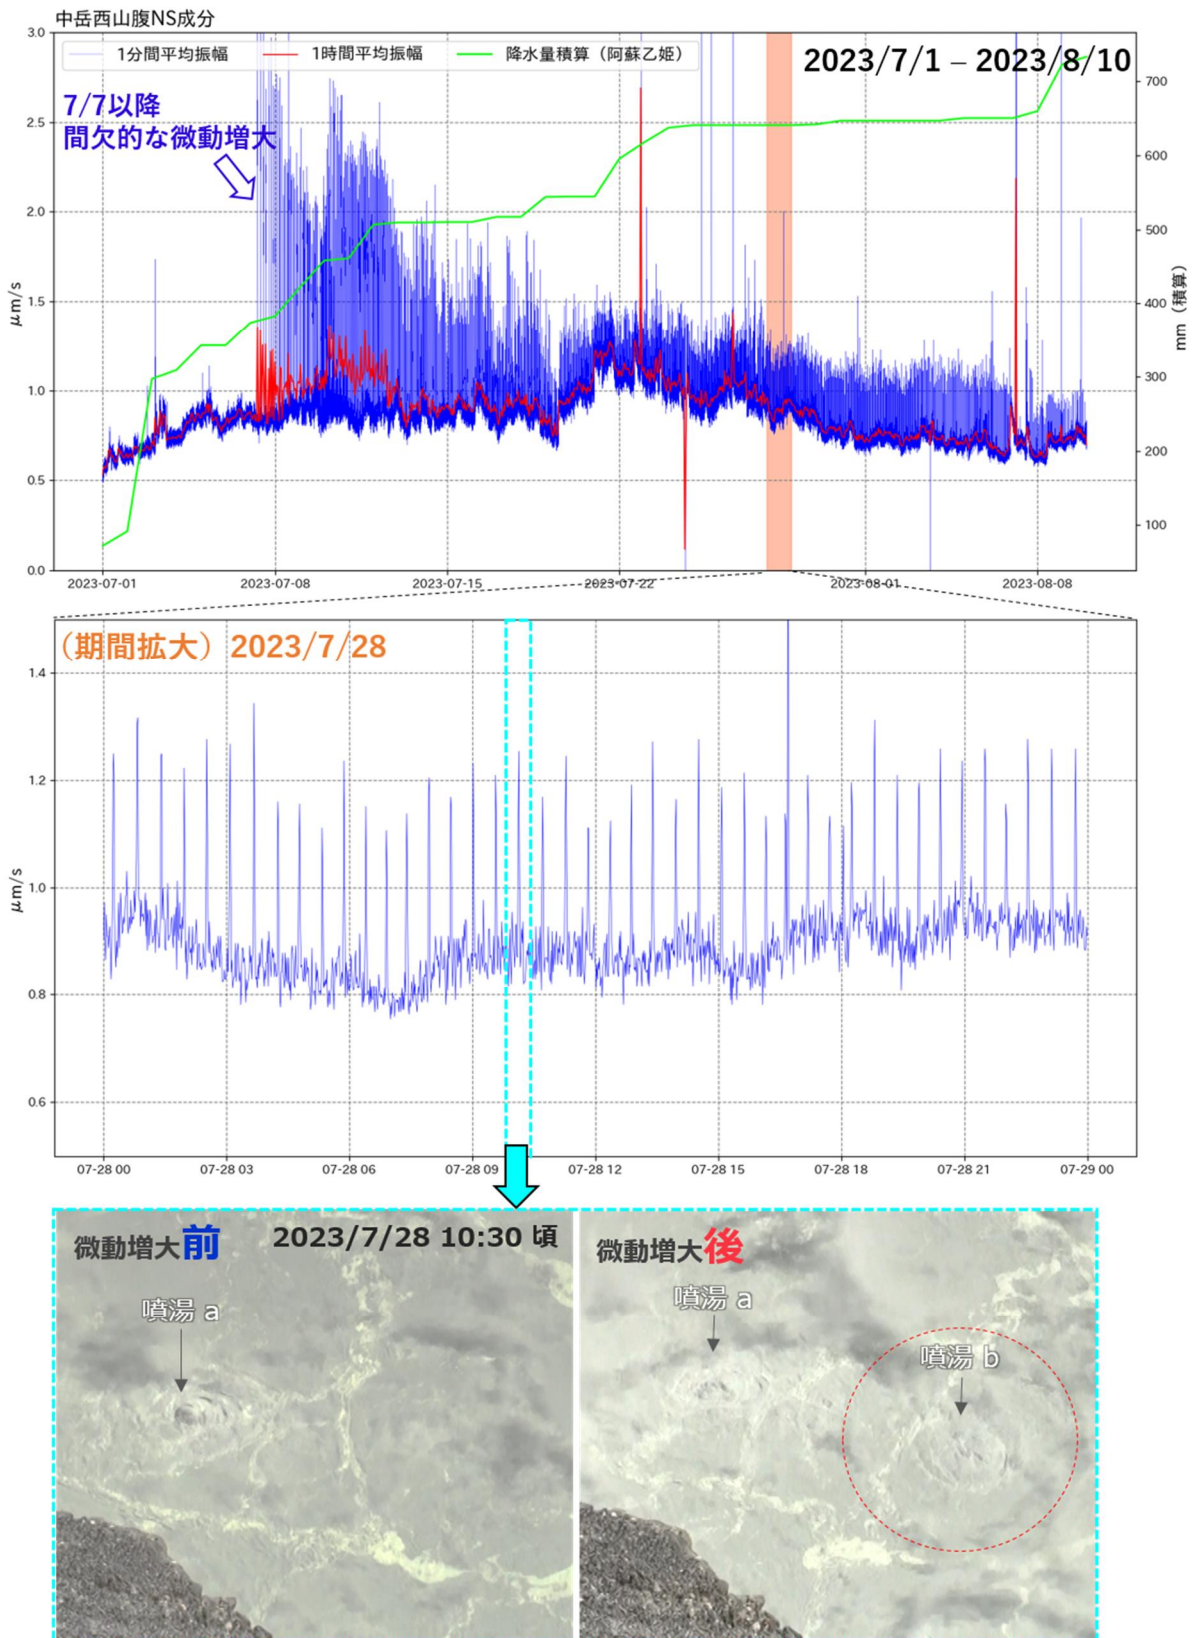 中岳西山腹NS成分
1分間平均振幅
1時間平均振幅
降水量積算（阿蘇乙姫）
2023/7/1 – 2023/8/10
7/7以降
間欠的な微動増大
3.0
2.5
2.0
1.5
1.0
0.5
0.0
μm/s
700
600
500
400
300
200
100
mm（積算）
2023-07-01
2023-07-08
2023-07-15
2023-07-22
2023-08-01
2023-08-08
（期間拡大）2023/7/28
1.4
1.2
1.0
0.8
0.6
μm/s
07-28 00
07-28 03
07-28 06
07-28 09
07-28 12
07-28 15
07-28 18
07-28 21
07-29 00
微動増大前
2023/7/28 10:30 頃
噴湯 a
微動増大後
噴湯 a
噴湯 b